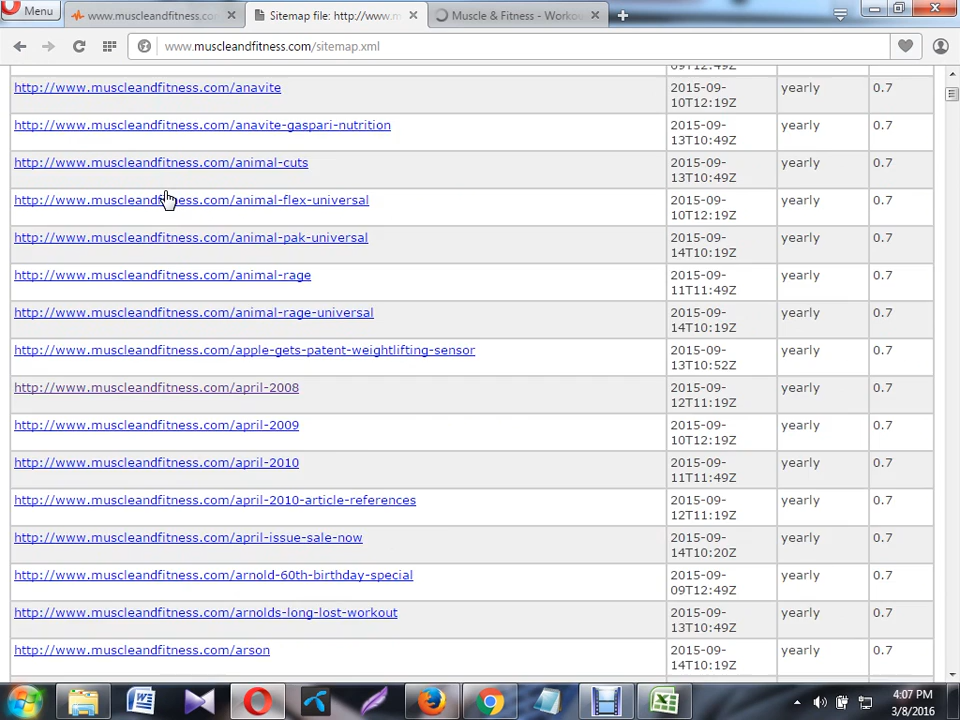 Menu www.muscleandfitness.co Sitemap file: http://www.m Muscle & Fitness - Workou
www.muscleandfitness.com/sitemap.xml
09T12:49Z
http://www.muscleandfitness.com/anavite 2015-09- yearly 0.7
10T12:19Z
http://www.muscleandfitness.com/anavite-gaspari-nutrition 2015-09- yearly 0.7
13T10:49Z
http://www.muscleandfitness.com/animal-cuts 2015-09- yearly 0.7
13T10:49Z
http://www.muscleandfitness.com/animal-flex-universal 2015-09- yearly 0.7
10T12:19Z
http://www.muscleandfitness.com/animal-pak-universal 2015-09- yearly 0.7
14T10:19Z
http://www.muscleandfitness.com/animal-rage 2015-09- yearly 0.7
11T11:49Z
http://www.muscleandfitness.com/animal-rage-universal 2015-09- yearly 0.7
14T10:19Z
http://www.muscleandfitness.com/apple-gets-patent-weightlifting-sensor 2015-09- yearly 0.7
13T10:52Z
http://www.muscleandfitness.com/april-2008 2015-09- yearly 0.7
12T11:19Z
http://www.muscleandfitness.com/april-2009 2015-09- yearly 0.7
10T12:19Z
http://www.muscleandfitness.com/april-2010 2015-09- yearly 0.7
11T11:49Z
http://www.muscleandfitness.com/april-2010-article-references 2015-09- yearly 0.7
12T11:19Z
http://www.muscleandfitness.com/april-issue-sale-now 2015-09- yearly 0.7
14T10:20Z
http://www.muscleandfitness.com/arnold-60th-birthday-special 2015-09- yearly 0.7
09T12:49Z
http://www.muscleandfitness.com/arnolds-long-lost-workout 2015-09- yearly 0.7
13T10:49Z
http://www.muscleandfitness.com/arson 2015-09- yearly 0.7
14T10:19Z
4:07 PM
3/8/2016